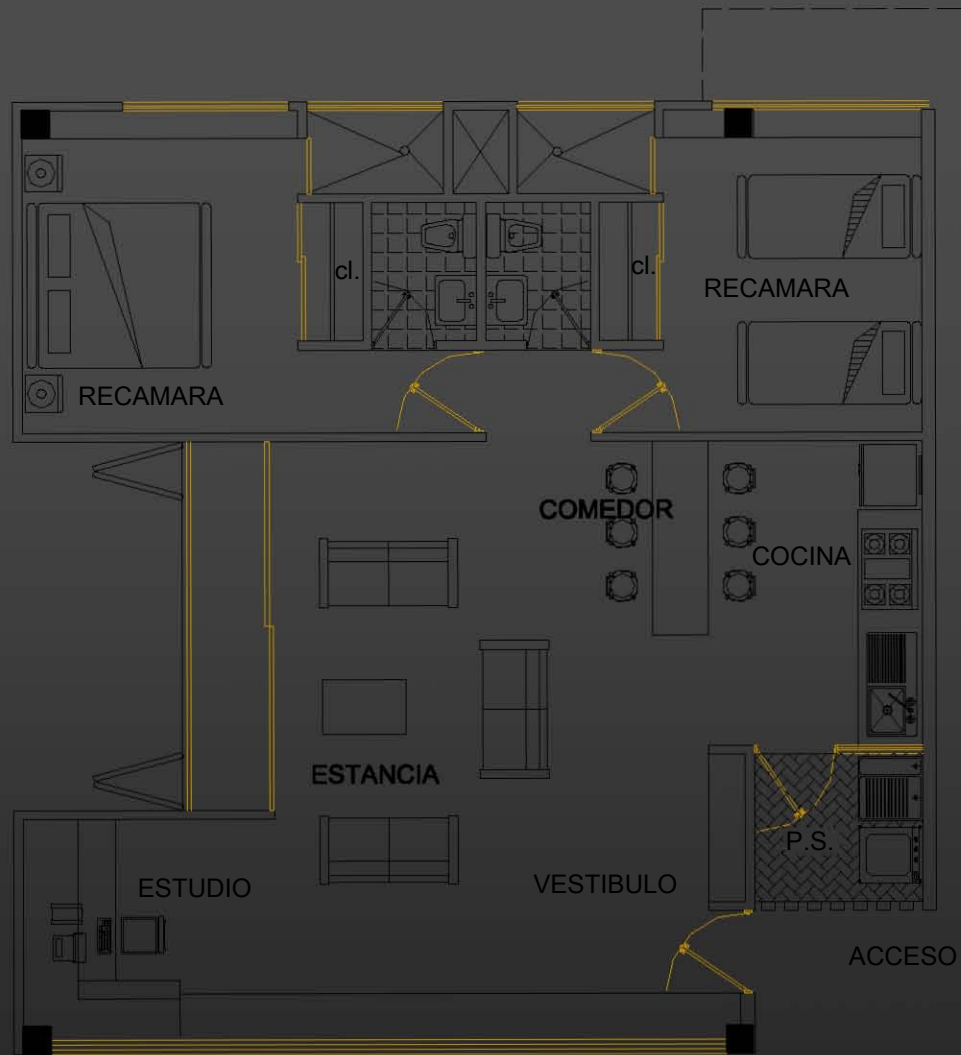 cl.
cl.
RECAMARA
RECAMARA
COMEDOR
COCINA
ESTANCIA
P.S.
ESTUDIO
VESTIBULO
ACCESO